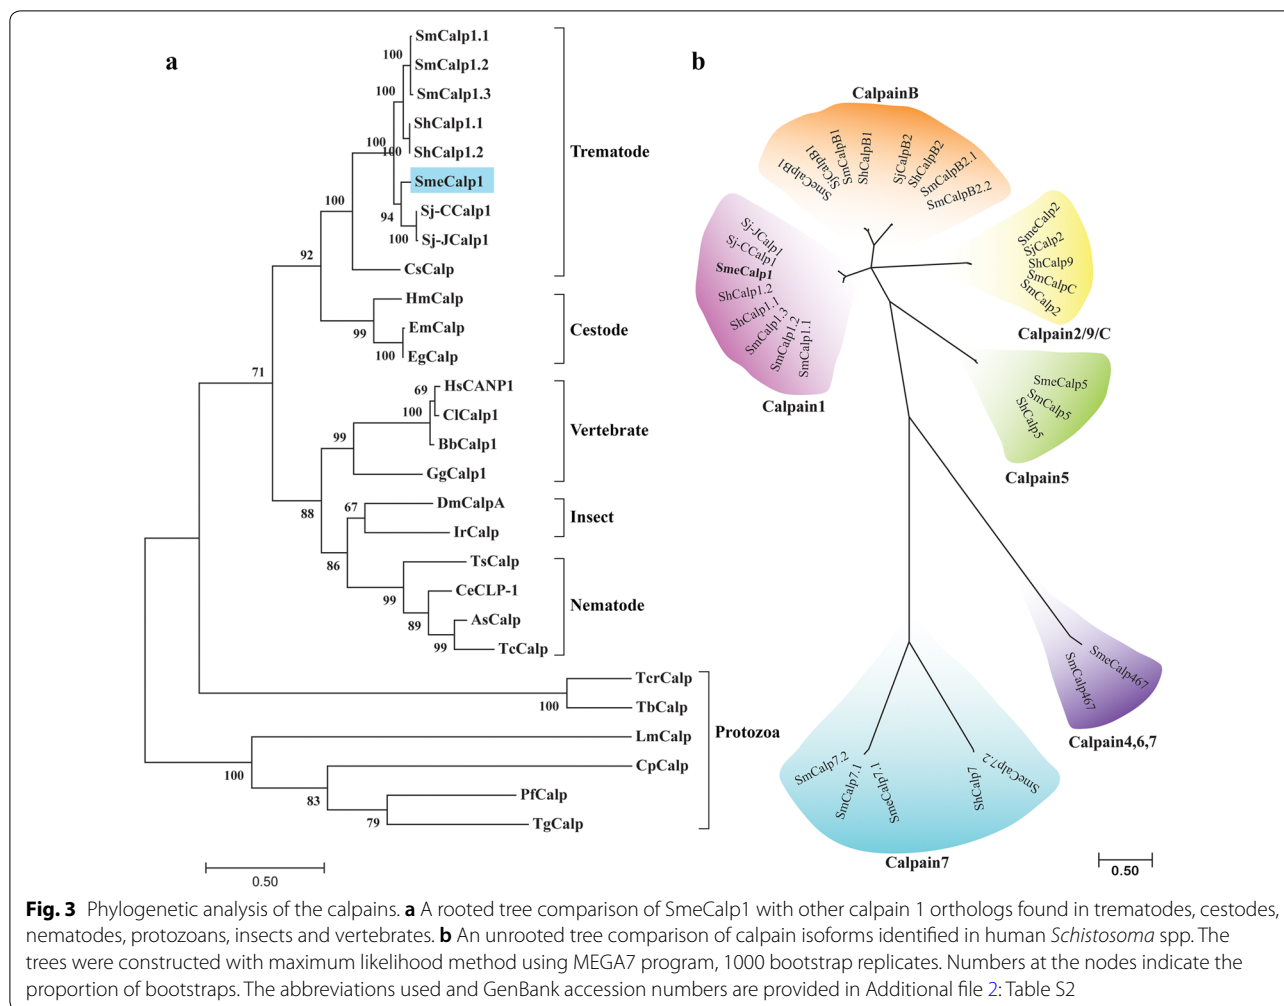 a
SmCalp1.1
100
SmCalp1.2
100
SmCalp1.3
ShCalp1.1
100
100
ShCalp1.2
Trematode
SmeCalp1
100
94
Sj-CCalp1
100
Sj-JCalp1
92
CsCalp
HmCalp
99
EmCalp
Cestode
100
EgCalp
71
69
HsCANP1
100
ClCalp1
99
BbCalp1
Vertebrate
GgCalp1
88
DmCalpA
67
Insect
IrCalp
86
TsCalp
99
CeCLP-1
Nematode
89
AsCalp
99
TcCalp
TcrCalp
100
TbCalp
Protozoa
LmCalp
100
CpCalp
83
PfCalp
79
TgCalp
0.50
b
CalpainB
SmeCalpB1
SjCalpB1
SmCalpB1
ShCalpB1
SjCalpB2
ShCalpB2
SmCalpB2.1
SmCalpB2.2
Sj-JCalp1
Sj-CCalp1
SmeCalp1
ShCalp1.2
ShCalp1.1
SmCalp1.3
SmCalp1.2
SmCalp1.1
Calpain1
SmeCalp2
SjCalp2
ShCalp9
SmCalpC
SmCalp2
Calpain2/9/C
SmeCalp5
SmCalp5
ShCalp5
Calpain5
SmeCalp467
SmCalp467
Calpain4,6,7
SmCalp7.2
SmCalp7.1
SmeCalp7.1
ShCalp7
SmeCalp7.2
Calpain7
0.50
Fig. 3 Phylogenetic analysis of the calpains. a A rooted tree comparison of SmeCalp1 with other calpain 1 orthologs found in trematodes, cestodes,
nematodes, protozoans, insects and vertebrates. b An unrooted tree comparison of calpain isoforms identified in human Schistosoma spp. The
trees were constructed with maximum likelihood method using MEGA7 program, 1000 bootstrap replicates. Numbers at the nodes indicate the
proportion of bootstraps. The abbreviations used and GenBank accession numbers are provided in Additional file 2: Table S2